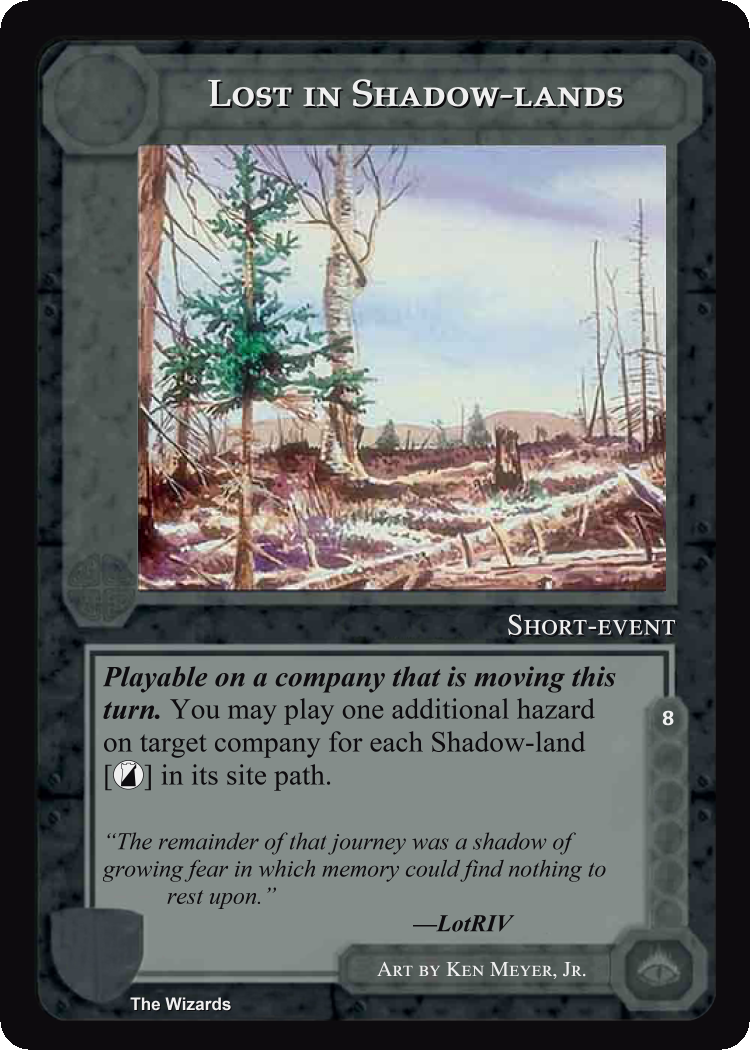 Lost in Shadow-lands
Short-event
Playable on a company that is moving this
turn. You may play one additional hazard
on target company for each Shadow-land
[] in its site path.
8
“The remainder of that journey was a shadow of
growing fear in which memory could find nothing to
rest upon.”
—LotRIV
Art by Ken Meyer, Jr.
The Wizards